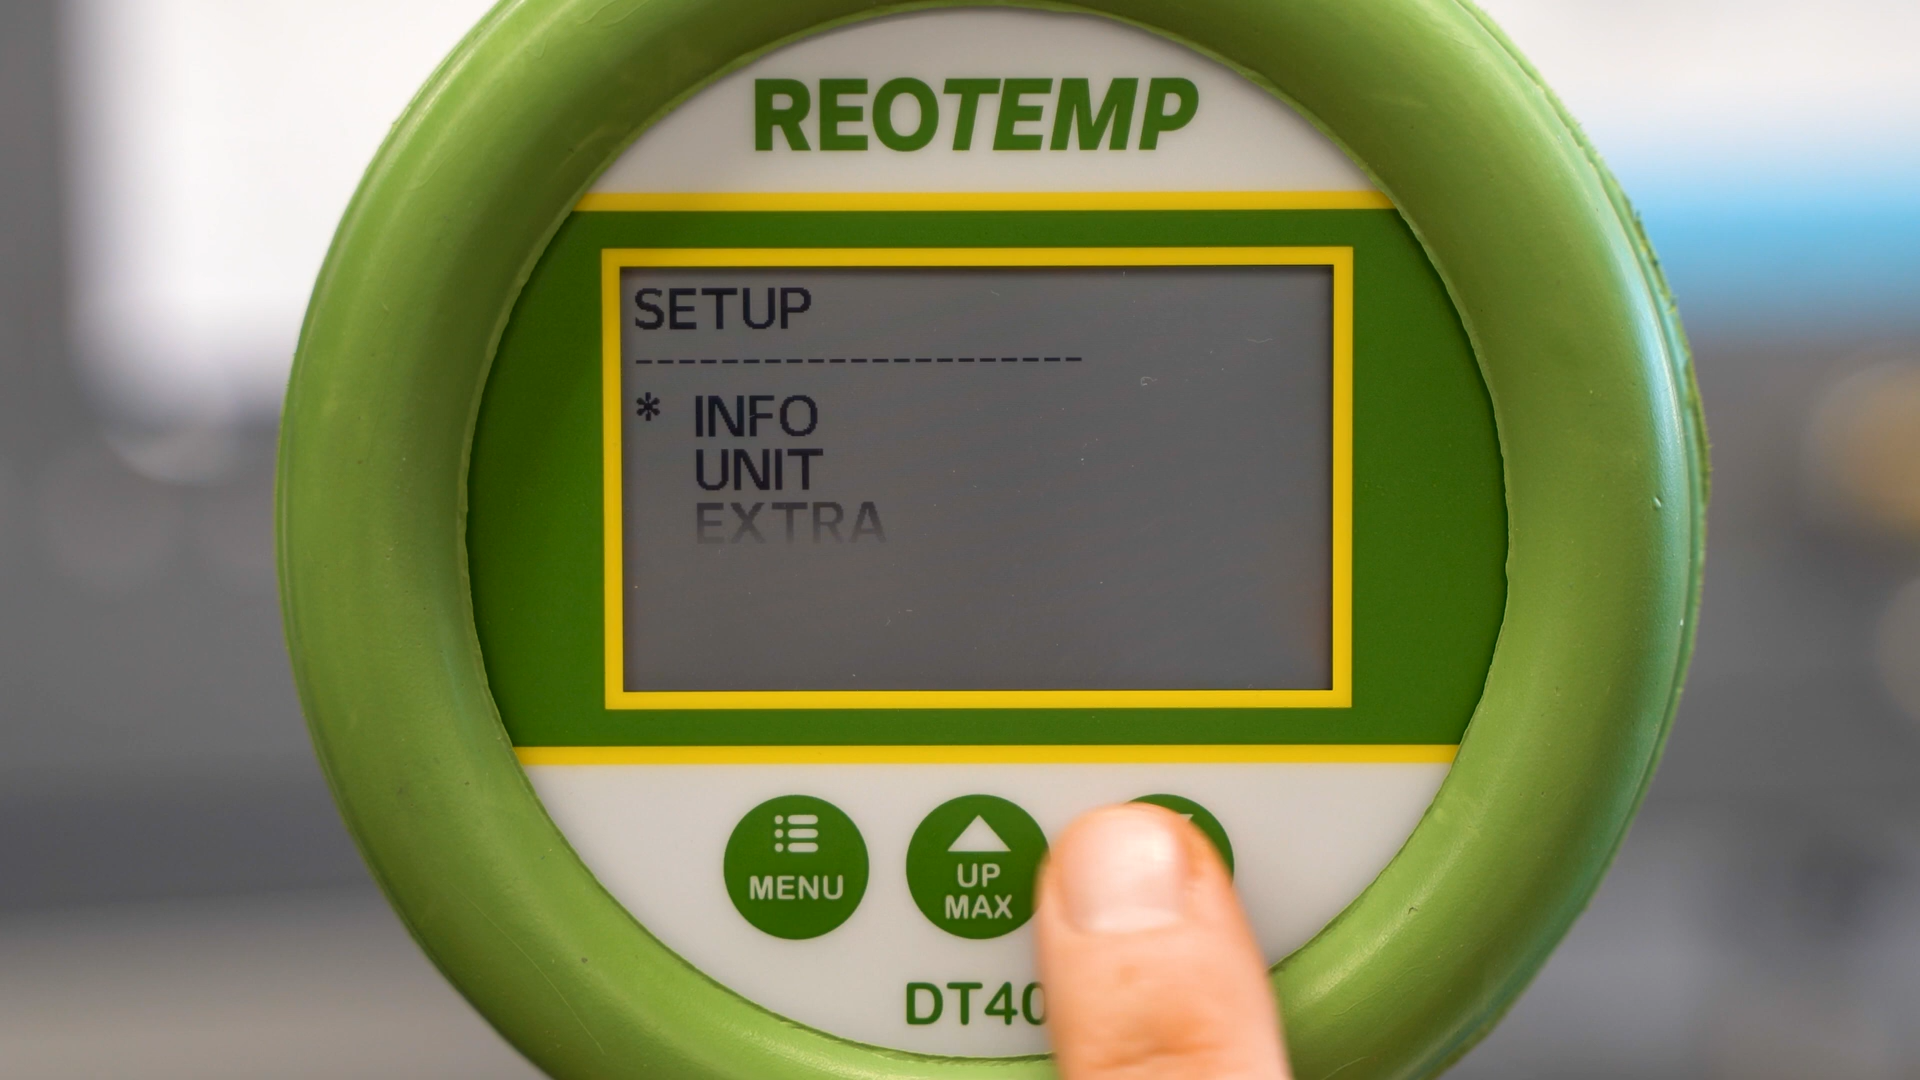 REOTEMP
SETUP
---------------------
* INFO
UNIT
EXTRA
MENU
UP
MAX
DT40